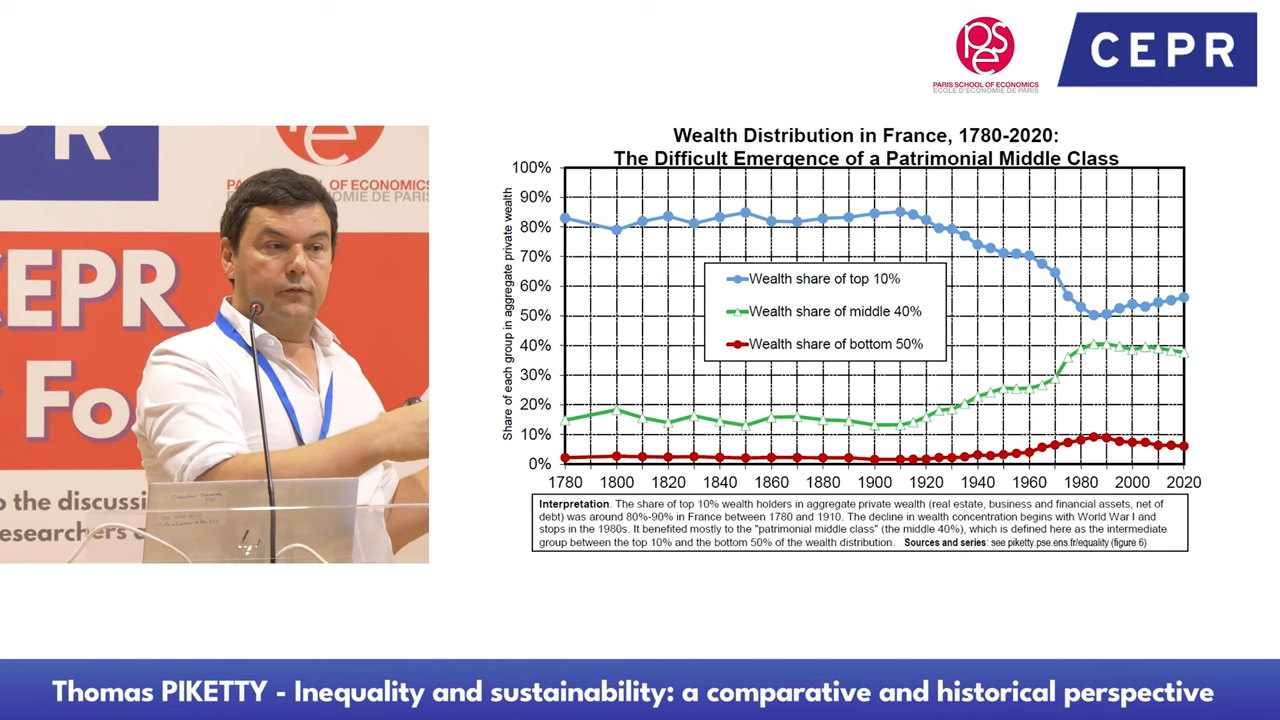 PARIS SCHOOL OF ECONOMICS
ÉCOLE D'ÉCONOMIE DE PARIS
CEPR
SCHOOL OF ECONOMICS
OMIE DE PARIS
CEPR
Fo
o the discussi
esearchers
Wealth Distribution in France, 1780-2020:
The Difficult Emergence of a Patrimonial Middle Class
Share of each group in aggregate private wealth
100%
90%
80%
70%
60%
50%
40%
30%
20%
10%
0%
Wealth share of top 10%
Wealth share of middle 40%
Wealth share of bottom 50%
1780 1800 1820 1840 1860 1880 1900 1920 1940 1960 1980 2000 2020
Interpretation. The share of top 10% wealth holders in aggregate private wealth (real estate, business and financial assets, net of
debt) was around 80%-90% in France between 1780 and 1910. The decline in wealth concentration begins with World War I and
stops in the 1980s. It benefited mostly to the "patrimonial middle class" (the middle 40%), which is defined here as the intermediate
group between the top 10% and the bottom 50% of the wealth distribution. Sources and series: see piketty.pse.ens.fr/equality (figure 6)
Thomas PIKETTY - Inequality and sustainability: a comparative and historical perspective